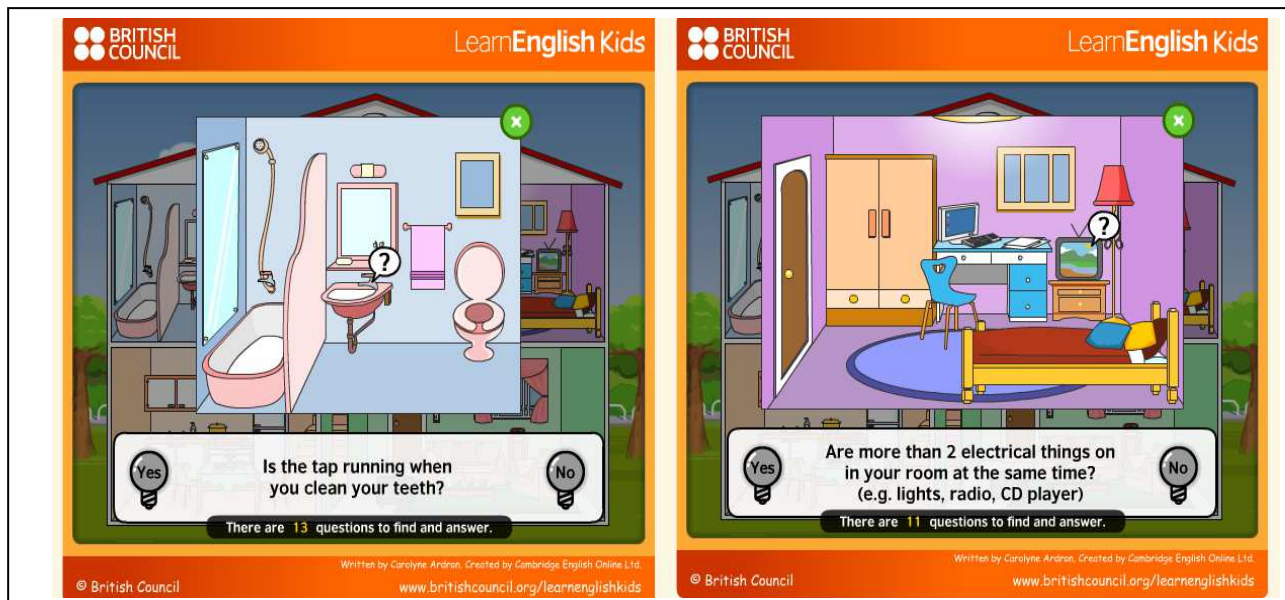 BRITISH
COUNCIL
LearnEnglish Kids
?
Yes
Is the tap running when
you clean your teeth?
No
There are 13 questions to find and answer.
Written by Carolyne Ardron, Created by Cambridge English Online Ltd.
© British Council
www.britishcouncil.org/learnenglishkids
BRITISH
COUNCIL
LearnEnglish Kids
?
Yes
Are more than 2 electrical things on
in your room at the same time?
(e.g. lights, radio, CD player)
No
There are 11 questions to find and answer.
Written by Carolyne Ardron, Created by Cambridge English Online Ltd.
© British Council
www.britishcouncil.org/learnenglishkids